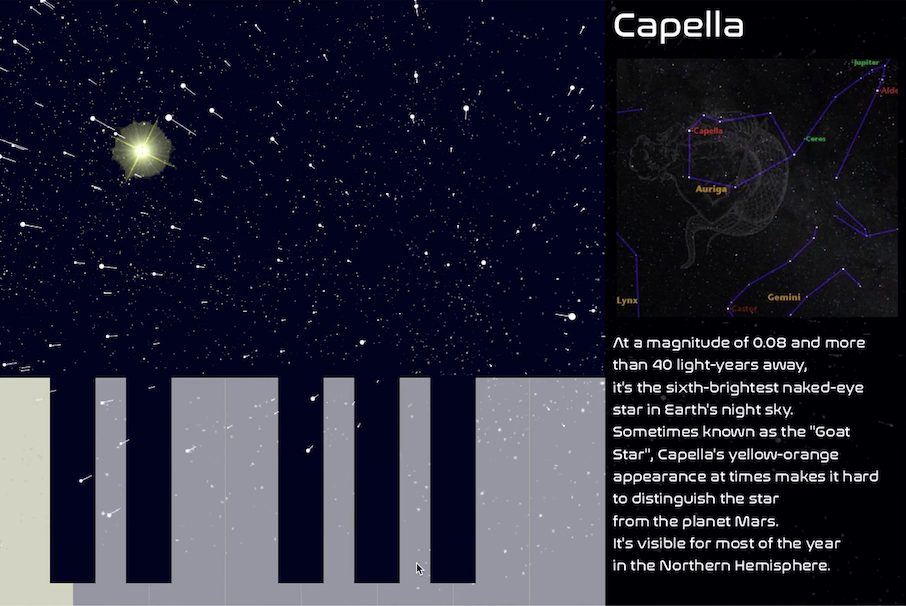 Capella
Jupiter
Capella
Ceres
Auriga
Lynx
Gemini
Castor
At a magnitude of 0.08 and more
than 40 light-years away,
it's the sixth-brightest naked-eye
star in Earth's night sky.
Sometimes known as the "Goat
Star", Capella's yellow-orange
appearance at times makes it hard
to distinguish the star
from the planet Mars.
It's visible for most of the year
in the Northern Hemisphere.